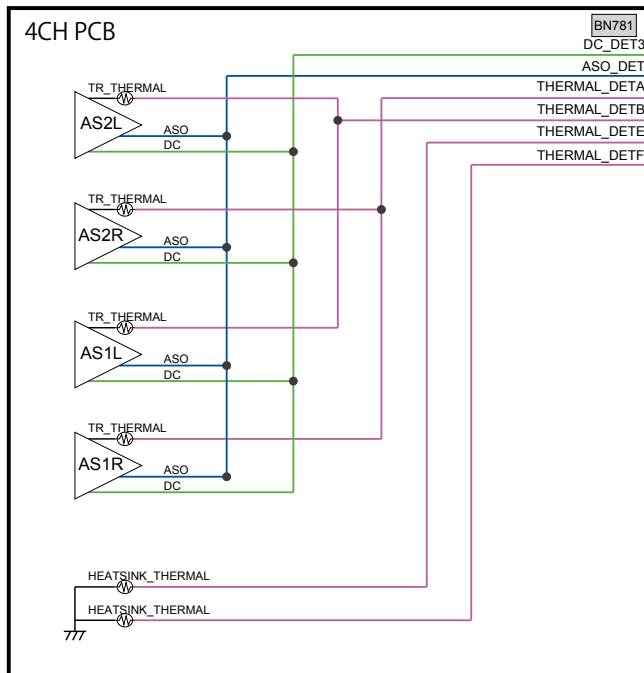 4CH PCB
BN781
DC_DET3
ASO_DET
THERMAL_DETA
THERMAL_DETB
THERMAL_DETE
THERMAL_DETF
TR_THERMAL
AS2L
ASO
DC
TR_THERMAL
AS2R
ASO
DC
TR_THERMAL
AS1L
ASO
DC
TR_THERMAL
AS1R
ASO
DC
HEATSINK_THERMAL
HEATSINK_THERMAL